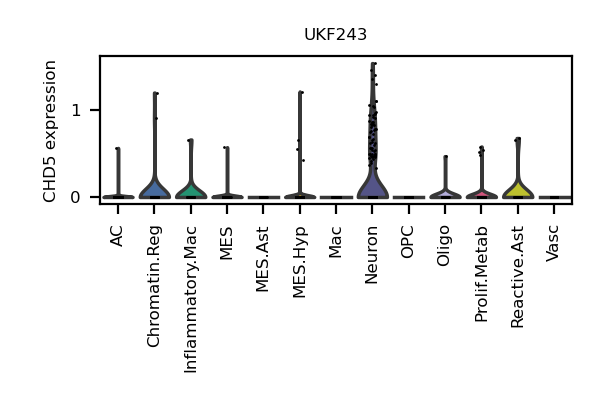 UKF243
CHD5 expression
1
0
AC
Chromatin.Reg
Inflammatory.Mac
MES
MES.Ast
MES.Hyp
Mac
Neuron
OPC
Oligo
Prolif.Metab
Reactive.Ast
Vasc